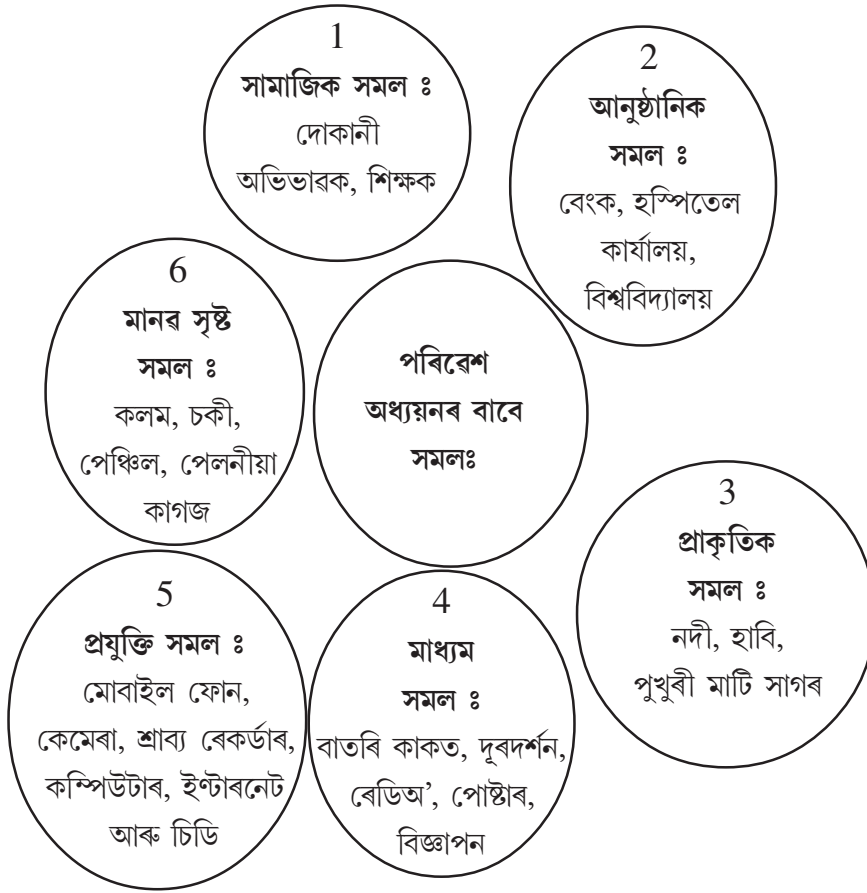 1
সামাজিক সমল ঃ
দোকানী
অভিভাৱক, শিক্ষক
2
আনুষ্ঠানিক
সমল ঃ
বেংক, হস্পিতেল
কাৰ্যালয়,
বিশ্ববিদ্যালয়
পৰিৱেশ
অধ্যয়নৰ বাবে
সমলঃ
3
প্ৰাকৃতিক
সমল ঃ
নদী, হাবি,
পুখুৰী মাটি সাগৰ
4
মাধ্যম
সমল ঃ
বাতৰি কাকত, দূৰদৰ্শন,
ৰেডিঅ’, পোষ্টাৰ,
বিজ্ঞাপন
5
প্ৰযুক্তি সমল ঃ
মোবাইল ফোন,
কেমেৰা, শ্ৰাব্য ৰেকৰ্ডাৰ,
কম্পিউটাৰ, ইণ্টাৰনেট
আৰু চিডি
6
মানৱ সৃষ্ট
সমল ঃ
কলম, চকী,
পেঞ্চিল, পেলনীয়া
কাগজ